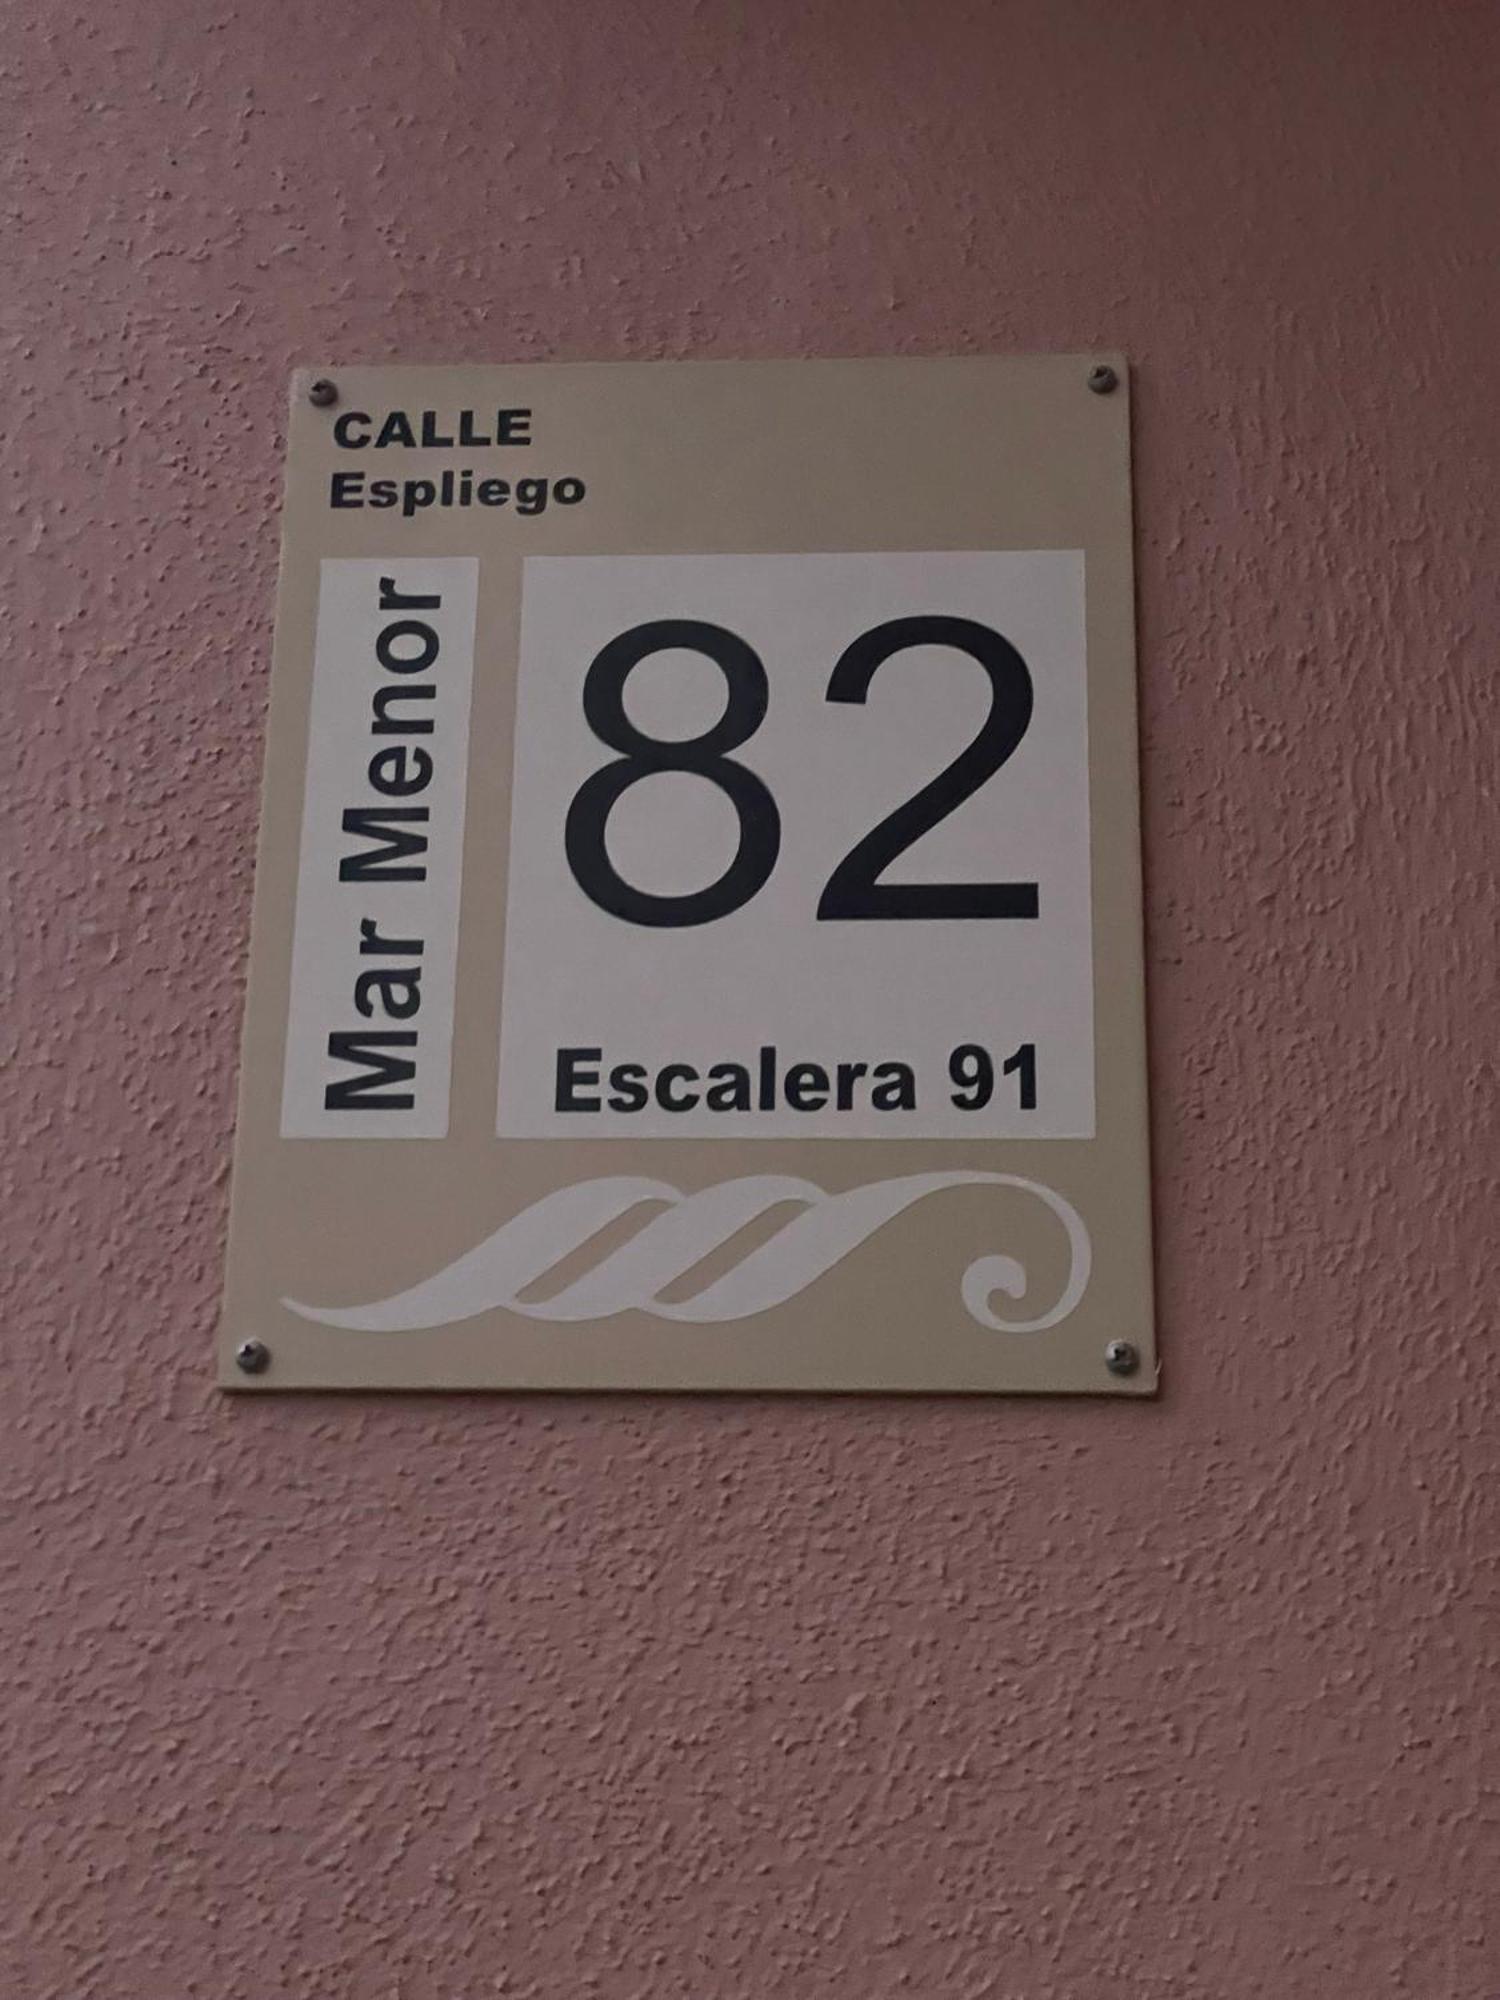 CALLE
Espliego
Mar Menor
82
Escalera 91